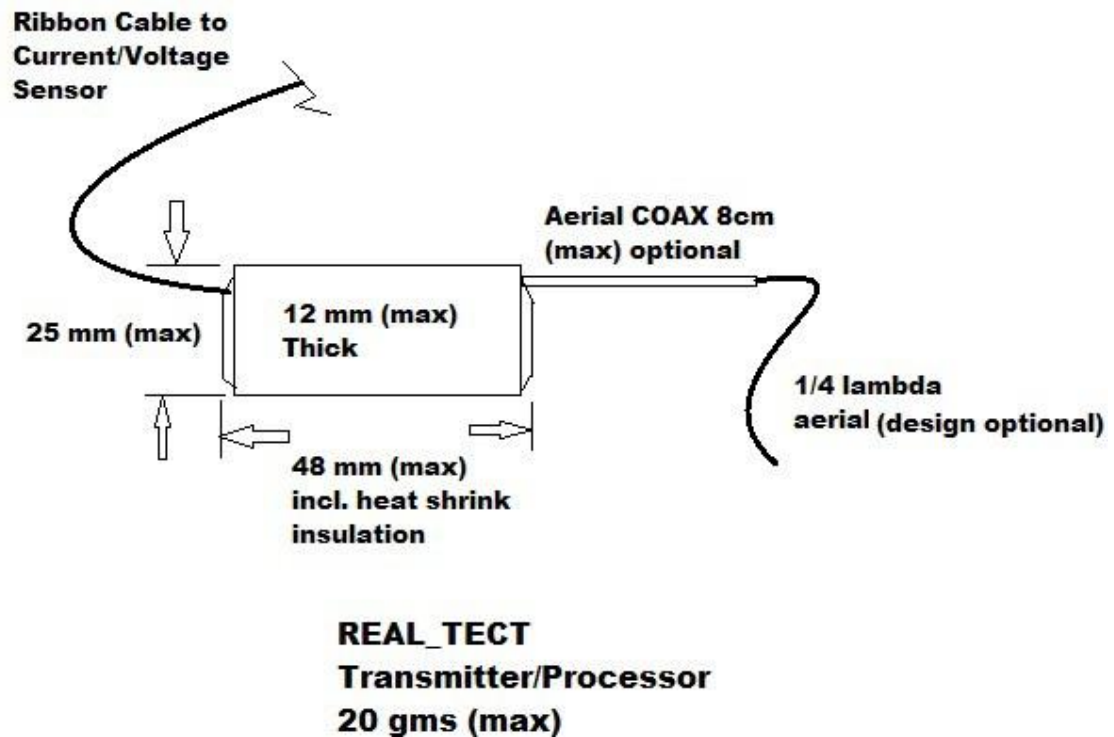 Ribbon Cable to
Current/Voltage
Sensor
Aerial COAX 8cm
(max) optional
25 mm (max)
12 mm (max)
Thick
1/4 lambda
aerial (design optional)
48 mm (max)
incl. heat shrink
insulation
REAL_TECT
Transmitter/Processor
20 gms (max)